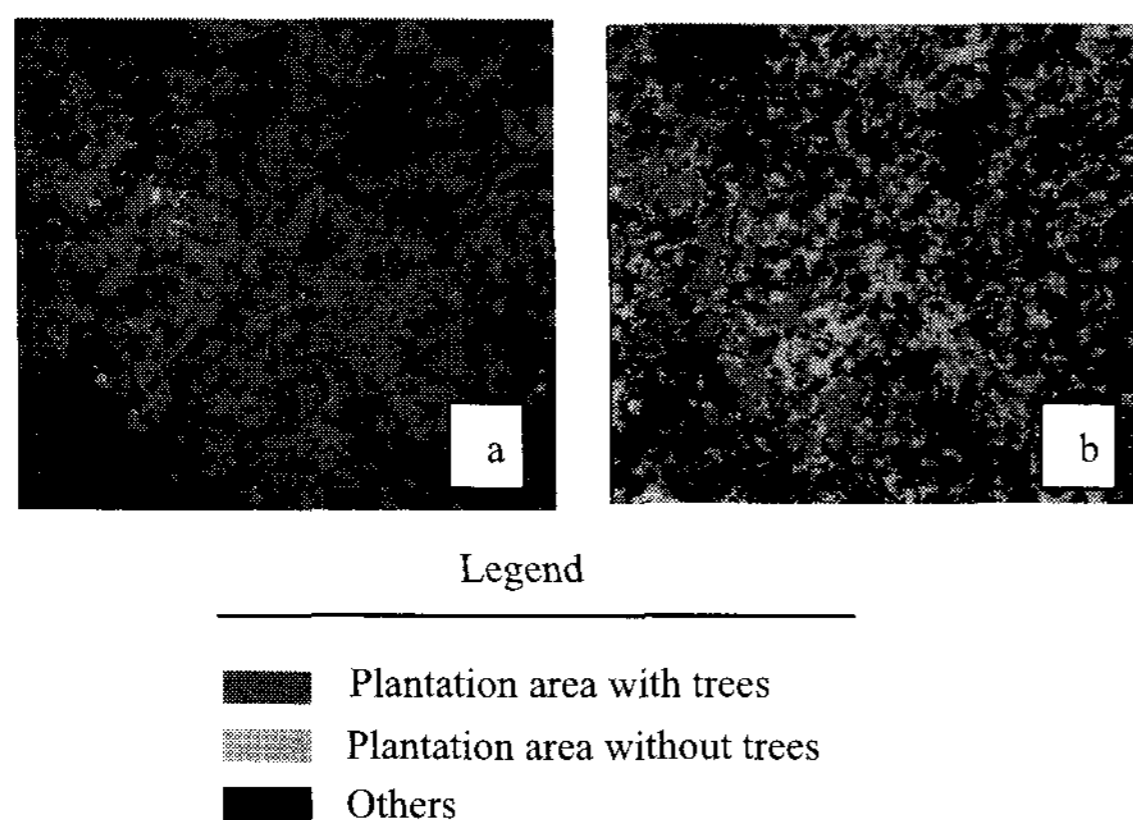 a
b
Legend
Plantation area with trees
Plantation area without trees
Others